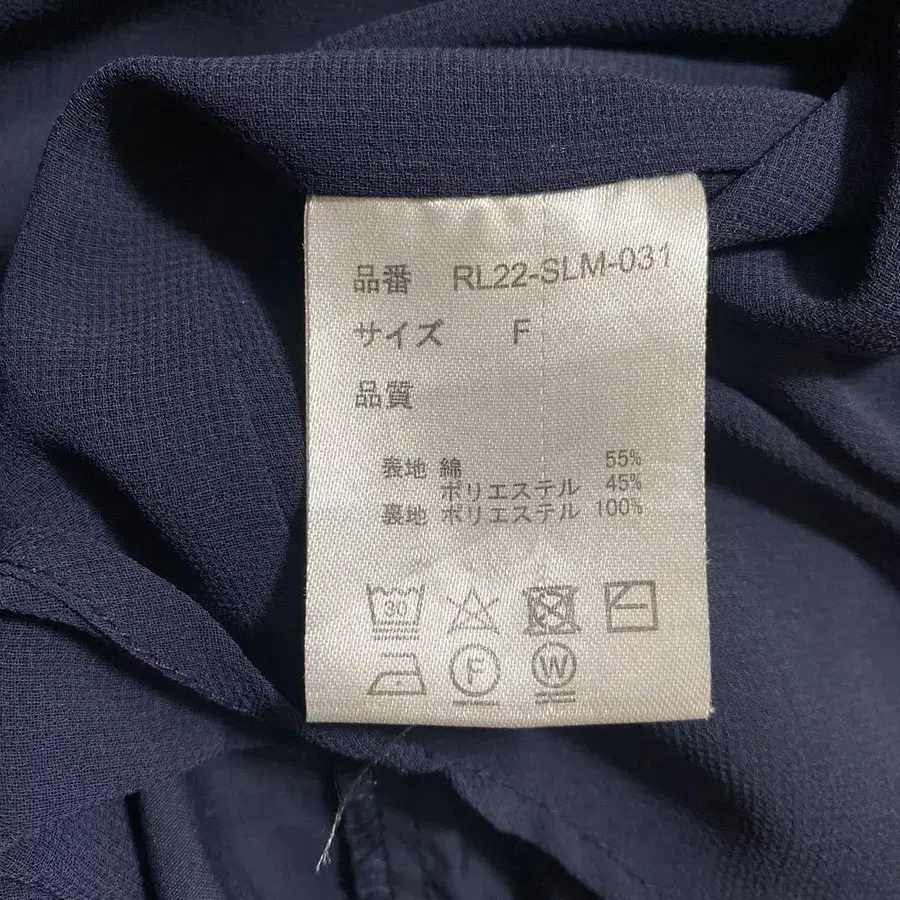 品番 RL22-SLM-031
サイズ F
品質
表地 綿 55%
ポリエステル 45%
裏地 ポリエステル 100%
30
F W